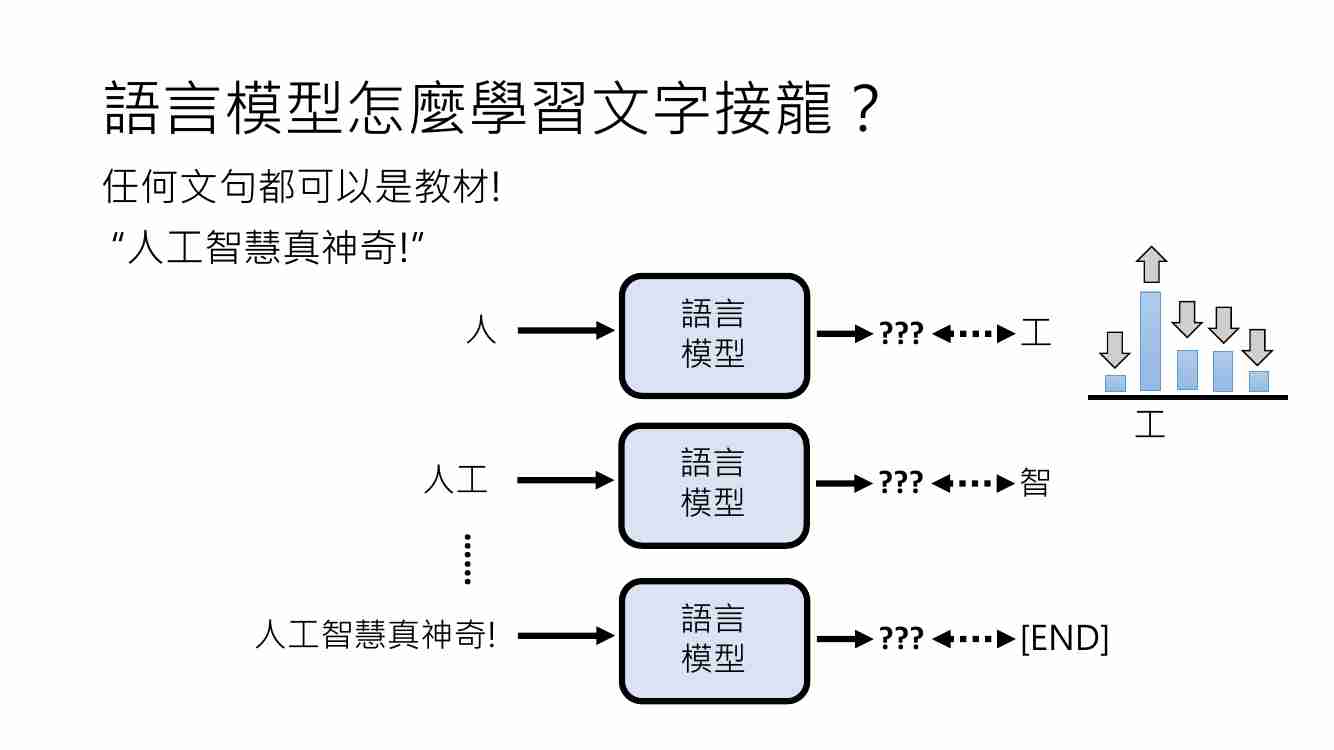 語言模型怎麼學習文字接龍？
任何文句都可以是教材!
“人工智慧真神奇!”
人
語言
模型
???
工
工
人工
語言
模型
???
智
人工智慧真神奇!
語言
模型
???
[END]